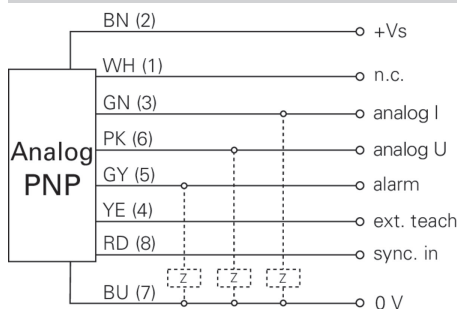 BN (2) +Vs
WH (1) n.c.
GN (3) analog I
PK (6) analog U
Analog
PNP
GY (5) alarm
YE (4) ext. teach
RD (8) sync. in
Z Z Z
BU (7) 0 V